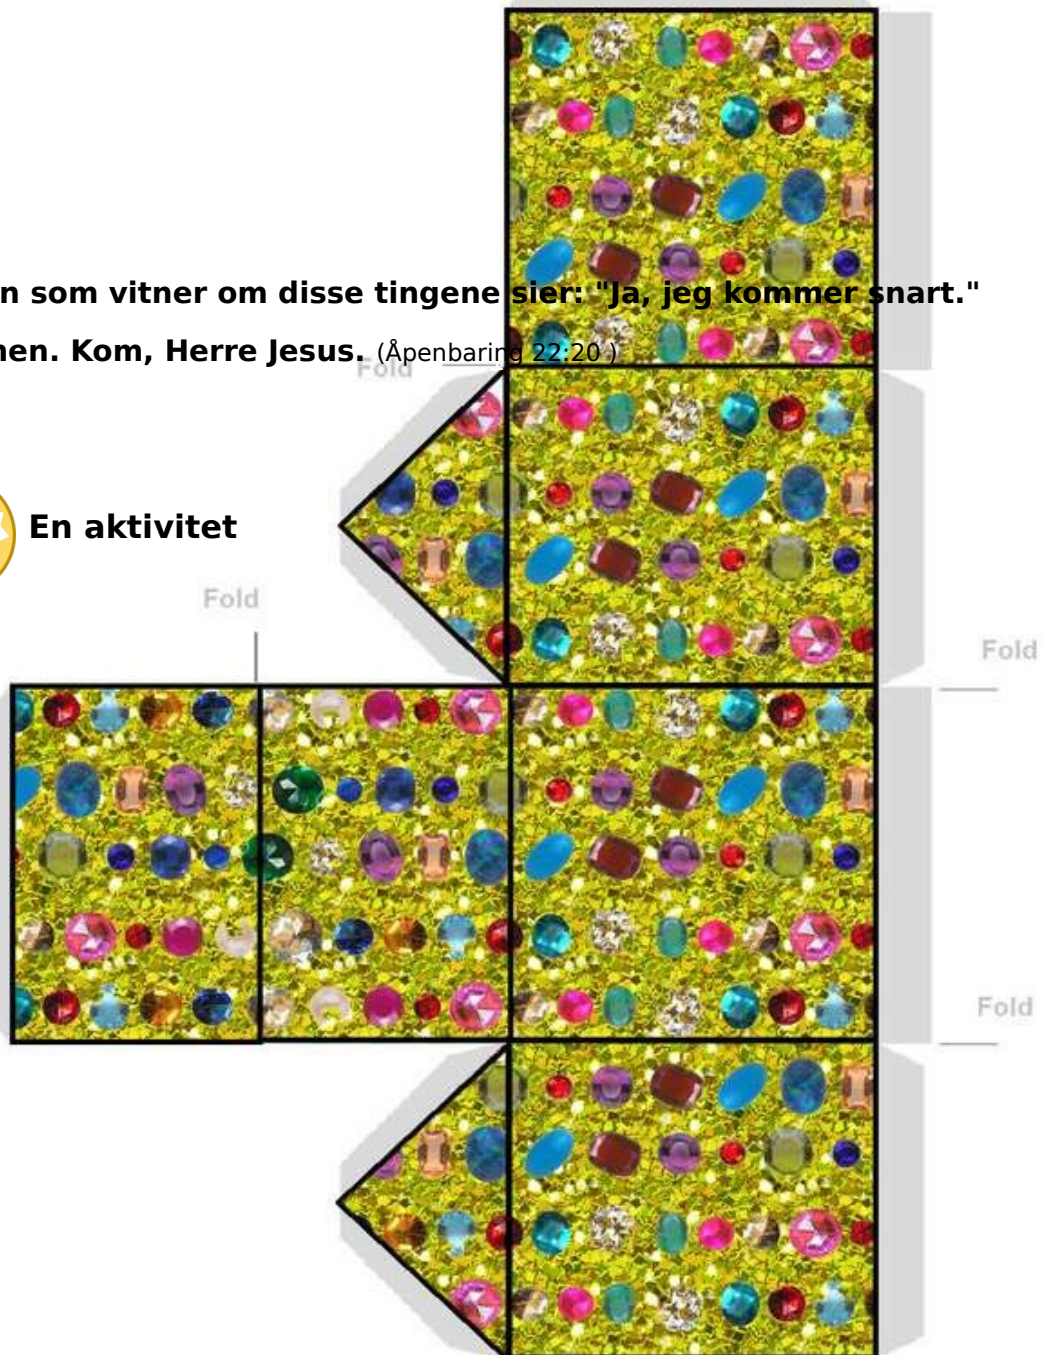 n som vitner om disse tingene sier: "Ja, jeg kommer snart."
nen. Kom, Herre Jesus. (Åpenbaring 22:20 )
Fold
En aktivitet
Fold
Fold
Fold